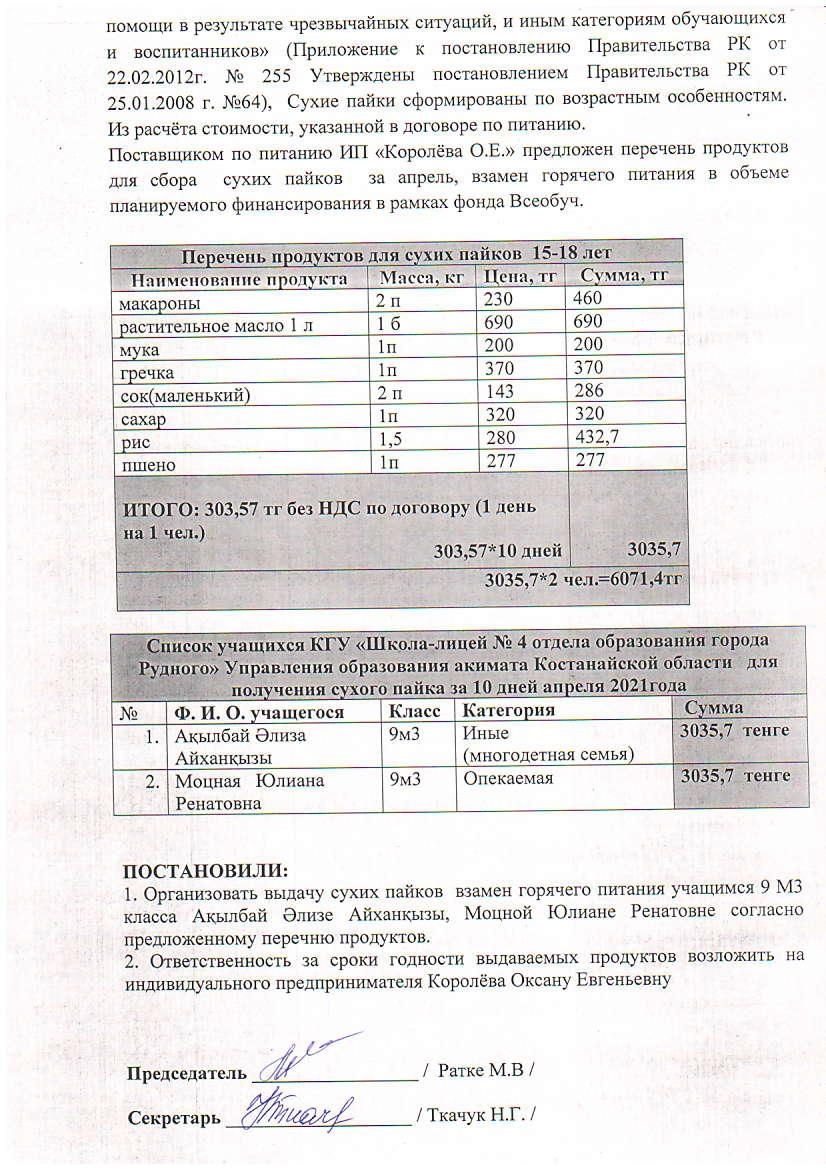 помощи в результате чрезвычайных ситуаций, и иным категориям обучающихся
и воспитанников» (Приложение к постановлению Правительства РК от
22.02.2012г. № 255 Утверждены постановлением Правительства РК от
25.01.2008 г. №64), Сухие пайки сформированы по возрастным особенностям.
Из расчёта стоимости, указанной в договоре по питанию.
Поставщиком по питанию ИП «Королёва О.Е.» предложен перечень продуктов
для сбора сухих пайков за апрель, взамен горячего питания в объеме
планируемого финансирования в рамках фонда Всеобуч.
Перечень продуктов для сухих пайков 15-18 лет
Наименование продукта Масса, кг Цена, тг Сумма, тг
макароны 2 п 230 460
растительное масло 1 л 1 б 690 690
мука 1п 200 200
гречка 1п 370 370
сок(маленький) 2 п 143 286
сахар 1п 320 320
рис 1,5 280 432,7
пшено 1п 277 277
ИТОГО: 303,57 тг без НДС по договору (1 день
на 1 чел.)
303,57*10 дней 3035,7
3035,7*2 чел.=6071,4тг
Список учащихся КГУ «Школа-лицей № 4 отдела образования города
Рудного» Управления образования акимата Костанайской области для
получения сухого пайка за 10 дней апреля 2021года
№ Ф. И. О. учащегося Класс Категория Сумма
1. Ақылбай Әлиза 9м3 Иные 3035,7 тенге
Айханқызы (многодетная семья)
2. Моцная Юлиана 9м3 Опекаемая 3035,7 тенге
Ренатовна
ПОСТАНОВИЛИ:
1. Организовать выдачу сухих пайков взамен горячего питания учащимся 9 М3
класса Ақылбай Әлизе Айханқызы, Моцной Юлиане Ренатовне согласно
предложенному перечню продуктов.
2. Ответственность за сроки годности выдаваемых продуктов возложить на
индивидуального предпринимателя Королёва Оксану Евгеньевну
Председатель / Ратке М.В /
Секретарь / Ткачук Н.Г. /